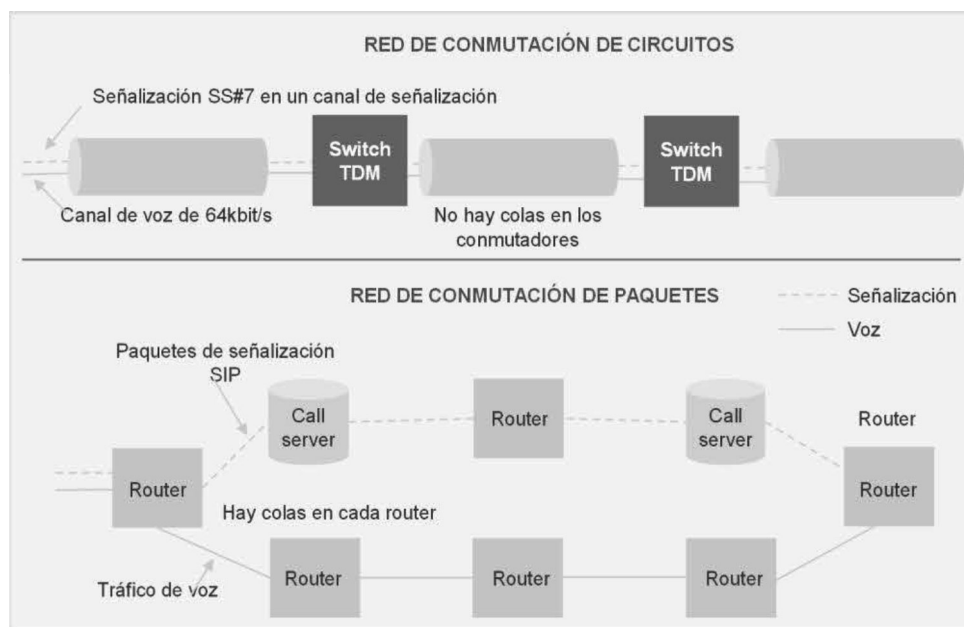 RED DE CONMUTACIÓN DE CIRCUITOS
Señalización SS#7 en un canal de señalización
Switch
TDM
Switch
TDM
Canal de voz de 64kbit/s
No hay colas en los
conmutadores
RED DE CONMUTACIÓN DE PAQUETES
Señalización
Voz
Paquetes de señalización
SIP
Call
server
Router
Call
server
Router
Router
Router
Hay colas en cada router
Tráfico de voz
Router
Router
Router